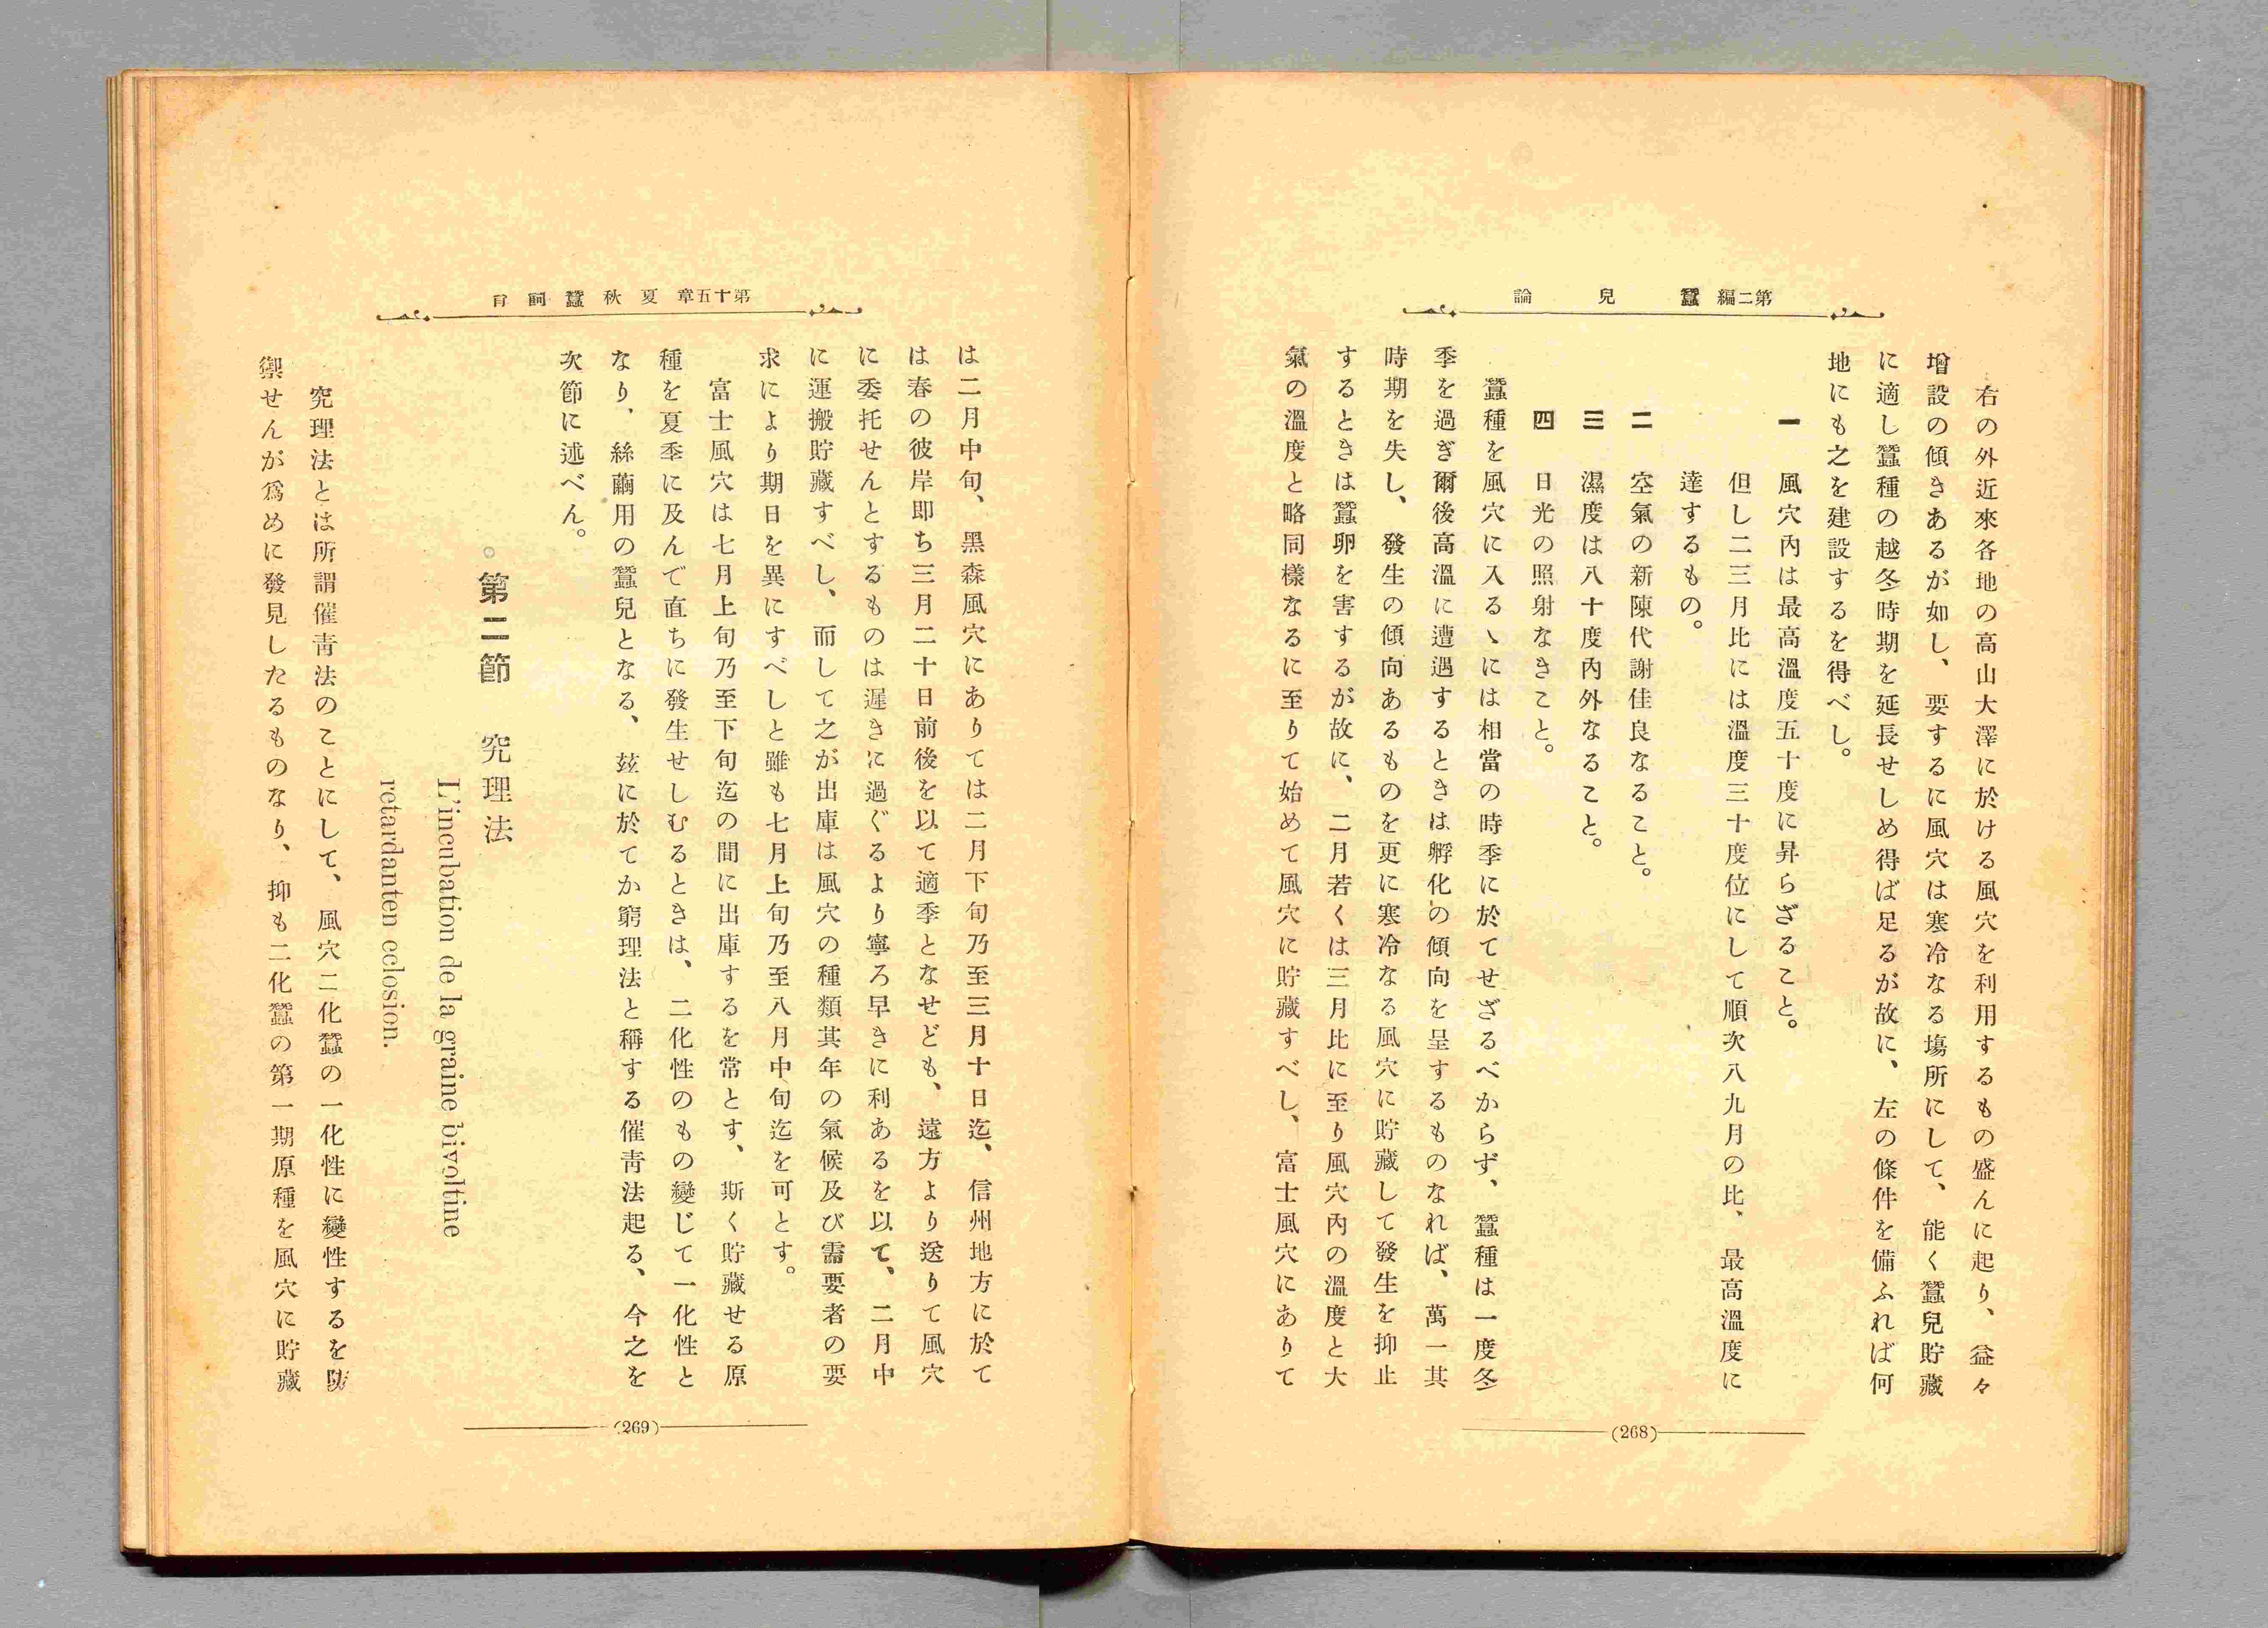 第二編 蠶兒論
右の外近來各地の高山大澤に於ける風穴を利用するもの盛んに起り、益々
增設の傾きあるが如し、要するに風穴は寒冷なる塲所にして、能く蠶兒貯藏
に適し蠶種の越冬時期を延長せしめ得ば足るが故に、左の條件を備ふれば何
地にも之を建設するを得べし。
一 風穴內は最高溫度五十度に昇らざること。
但し二三月比には溫度三十度位にして順次八九月の比、最高溫度に
達するもの。
二 空氣の新陳代謝佳良なること。
三 濕度は八十度內外なること。
四 日光の照射なきこと。
蠶種を風穴に入るゝには相當の時季に於てせざるべからず、蠶種は一度冬
季を過ぎ爾後高溫に遭遇するときは孵化の傾向を呈するものなれば、萬一其
時期を失し、發生の傾向あるものを更に寒冷なる風穴に貯藏して發生を抑止
するときは蠶卵を害するが故に、二月若くは三月比に至り風穴內の溫度と大
氣の溫度と略同樣なるに至りて始めて風穴に貯藏すべし、富士風穴にありて
(268)
第十五章 夏秋蠶飼育
は二月中旬、黑森風穴にありては二月下旬乃至三月十日迄、信州地方に於て
は春の彼岸即ち三月二十日前後を以て適季となせども、遠方より送りて風穴
に委托せんとするものは遲きに過ぐるより寧ろ早きに利あるを以て、二月中
に運搬貯藏すべし、而して之が出庫は風穴の種類其年の氣候及び需要者の要
求により期日を異にすべしと雖も七月上旬乃至八月中旬迄を可とす。
富士風穴は七月上旬乃至下旬迄の間に出庫するを常とす、斯く貯藏せる原
種を夏季に及んで直ちに發生せしむるときは、二化性のもの變じて一化性と
なり、絲繭用の蠶兒となる、玆に於てか窮理法と稱する催靑法起る、今之を
次節に述べん。
○第二節 究理法
L'incubation de la graine bivoltine
retardanten eclosion.
究理法とは所謂催靑法のことにして、風穴二化蠶の一化性に變性するを防
禦せんが爲めに發見したるものなり、抑も二化蠶の第一期原種を風穴に貯藏
(269)